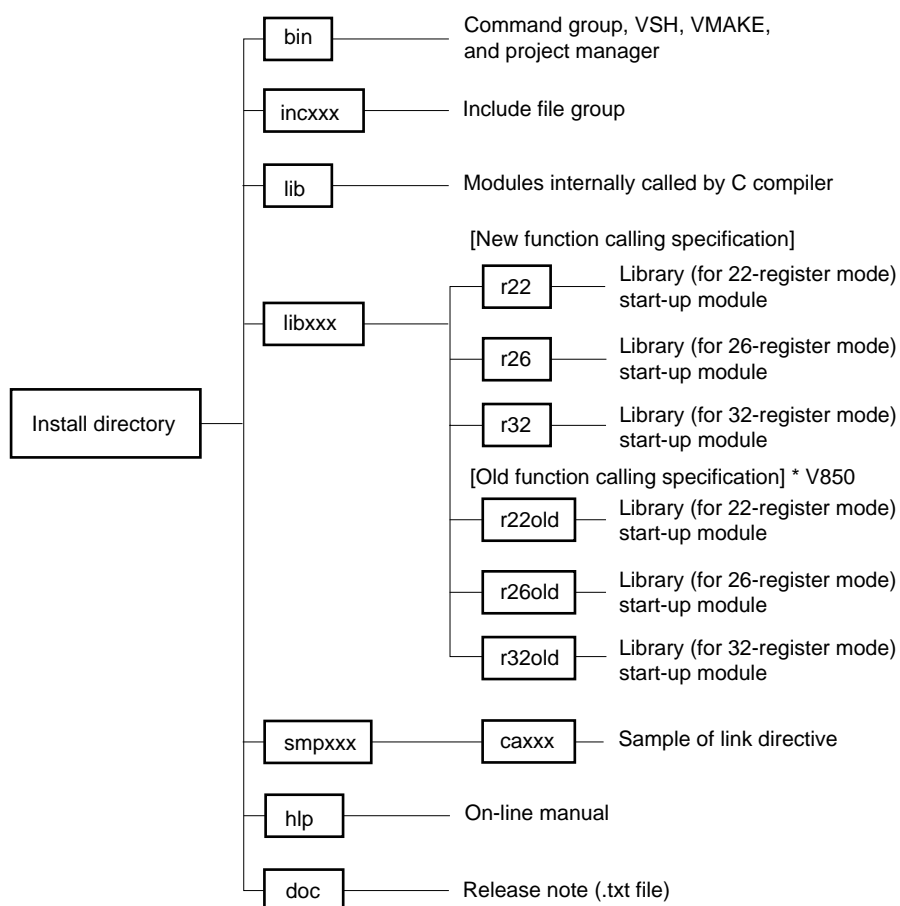 bin
Command group, VSH, VMAKE,
and project manager
incxxx
Include file group
lib
Modules internally called by C compiler
[New function calling specification]
r22
Library (for 22-register mode)
start-up module
libxxx
r26
Library (for 26-register mode)
start-up module
Install directory
r32
Library (for 32-register mode)
start-up module
[Old function calling specification] * V850
r22old
Library (for 22-register mode)
start-up module
r26old
Library (for 26-register mode)
start-up module
r32old
Library (for 32-register mode)
start-up module
smpxxx
caxxx
Sample of link directive
hlp
On-line manual
doc
Release note (.txt file)